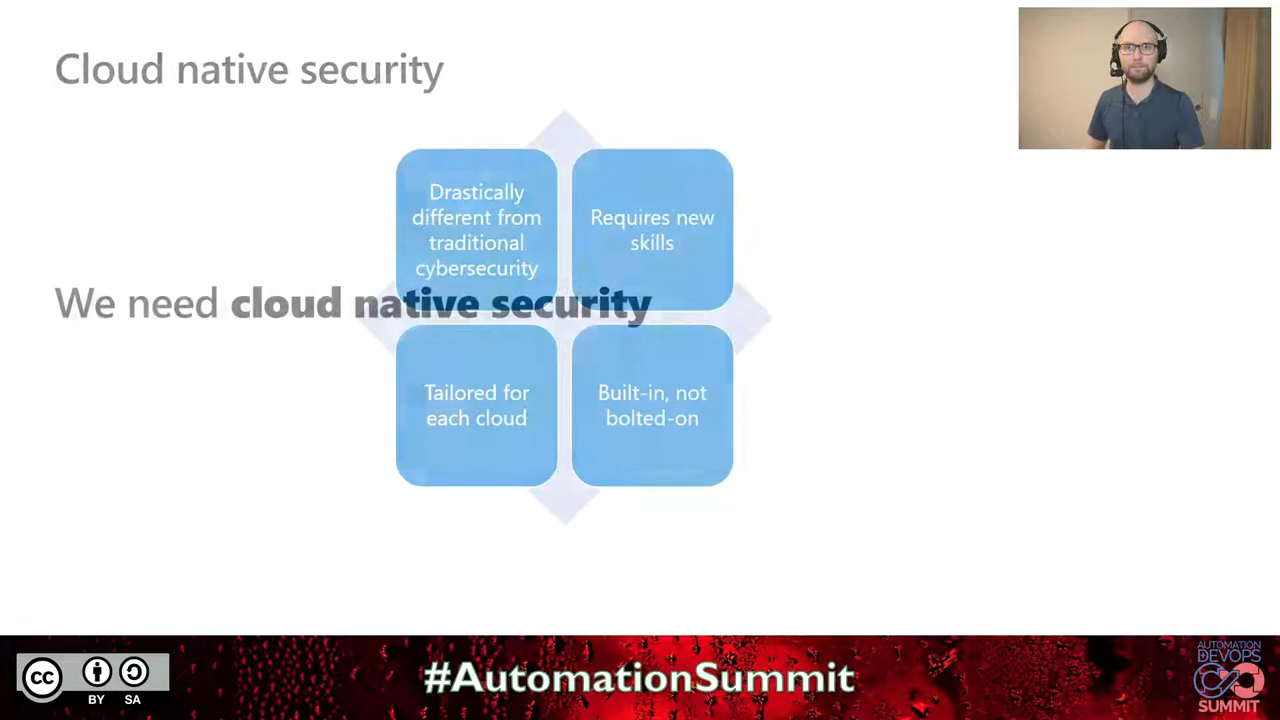 Cloud native security
Drastically
different from
traditional
cybersecurity
Requires new
skills
We need cloud native security
Tailored for
each cloud
Built-in, not
bolted-on
cc
BY SA
#AutomationSummit
AUTOMATION
DEVOPS
SUMMIT